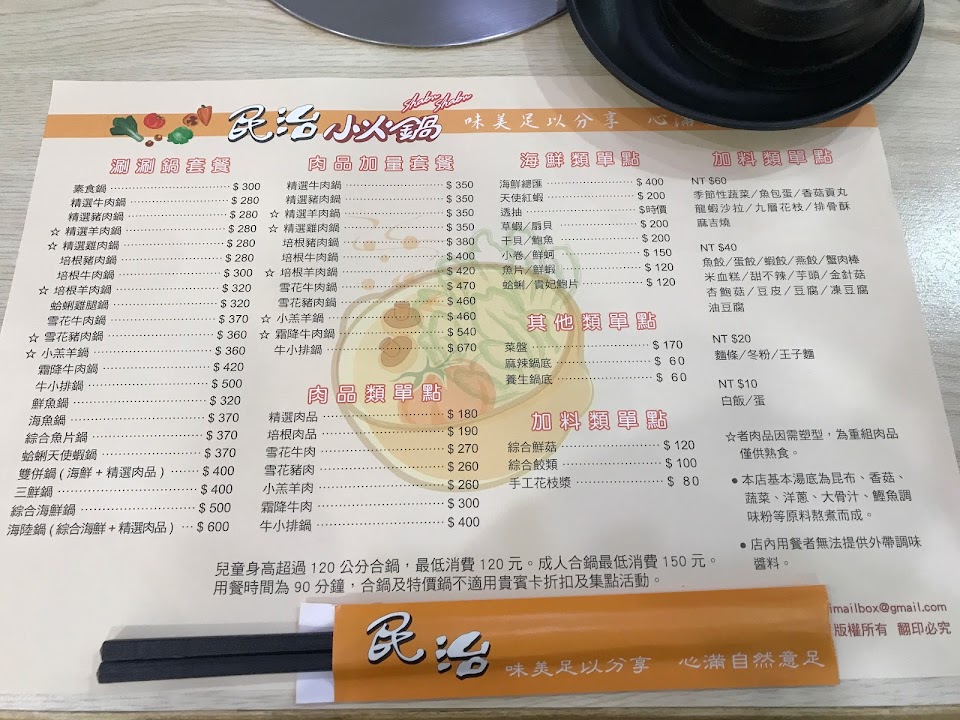 民治 小火鍋 Shabu Shabu 味美足以分享 心滿
涮涮鍋套餐
素食鍋 $ 300
精選牛肉鍋 $ 280
精選豬肉鍋 $ 280
☆ 精選羊肉鍋 $ 280
☆ 精選雞肉鍋 $ 280
培根豬肉鍋 $ 280
培根牛肉鍋 $ 300
☆ 培根羊肉鍋 $ 320
蛤蜊雞腿鍋 $ 320
雪花牛肉鍋 $ 370
☆ 雪花豬肉鍋 $ 360
☆ 小羔羊鍋 $ 360
霜降牛肉鍋 $ 420
牛小排鍋 $ 500
鮮魚鍋 $ 320
海魚鍋 $ 370
綜合魚片鍋 $ 370
蛤蜊天使蝦鍋 $ 370
雙併鍋 ( 海鮮 + 精選肉品 ) $ 400
三鮮鍋 $ 400
綜合海鮮鍋 $ 500
海陸鍋 ( 綜合海鮮 + 精選肉品 ) $ 600
肉品加量套餐
精選牛肉鍋 $ 350
精選豬肉鍋 $ 350
☆ 精選羊肉鍋 $ 350
☆ 精選雞肉鍋 $ 350
培根豬肉鍋 $ 380
培根牛肉鍋 $ 400
☆ 培根羊肉鍋 $ 420
雪花牛肉鍋 $ 470
雪花豬肉鍋 $ 460
☆ 小羔羊鍋 $ 460
☆ 霜降牛肉鍋 $ 540
牛小排鍋 $ 670
肉品類單點
精選肉品 $ 180
培根肉品 $ 190
雪花牛肉 $ 270
雪花豬肉 $ 260
小羔羊肉 $ 260
霜降牛肉 $ 300
牛小排鍋 $ 400
海鮮類單點
海鮮總匯 $ 400
天使紅蝦 $ 200
透抽 $時價
草蝦/扇貝 $ 200
干貝/鮑魚 $ 200
小卷/鮮蚵 $ 150
魚片/鮮蝦 $ 120
蛤蜊/貴妃鮑片 $ 120
其他類單點
菜盤 $ 170
麻辣鍋底 $ 60
養生鍋底 $ 60
加料類單點
綜合鮮菇 $ 120
綜合餃類 $ 100
手工花枝漿 $ 80
加料類單點
NT $60
季節性蔬菜/魚包蛋/香菇貢丸
龍蝦沙拉/九層花枝/排骨酥
麻吉燒
NT $40
魚餃/蛋餃/蝦餃/燕餃/蟹肉棒
米血糕/甜不辣/芋頭/金針菇
杏鮑菇/豆皮/豆腐/凍豆腐
油豆腐
NT $20
麵條/冬粉/王子麵
NT $10
白飯/蛋
☆者肉品因需塑型,為重組肉品
僅供熟食。
● 本店基本湯底為昆布、香菇、
蔬菜、洋蔥、大骨汁、鰹魚調
味粉等原料熬煮而成。
● 店內用餐者無法提供外帶調味
醬料。
兒童身高超過 120 公分合鍋,最低消費 120 元。成人合鍋最低消費 150 元。
用餐時間為 90 分鐘,合鍋及特價鍋不適用貴賓卡折扣及集點活動。
imailbox@gmail.com
版權所有 翻印必究
民治 味美足以分享 心滿自然意足